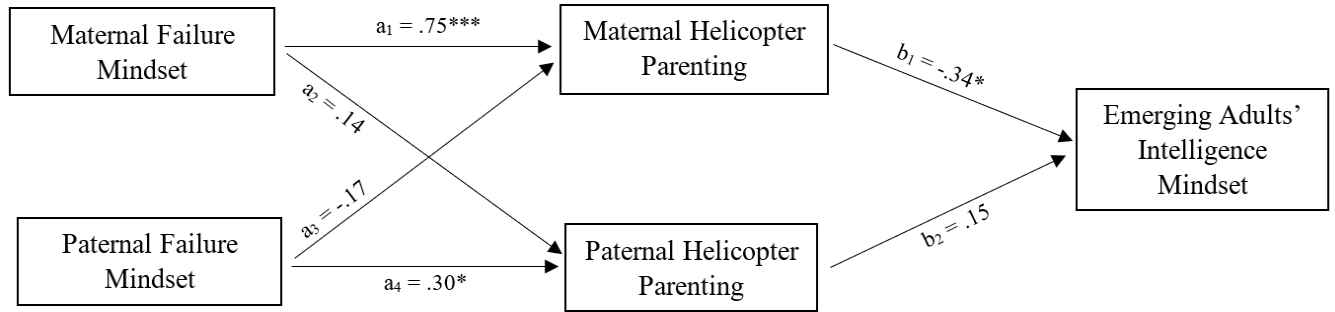 Maternal Failure
Mindset
a₁ = .75***
Maternal Helicopter
Parenting
b₁ = -.34*
a₂ = .14
Emerging Adults’
Intelligence
Mindset
a₃ = -.17
Paternal Failure
Mindset
a₄ = .30*
Paternal Helicopter
Parenting
b₂ = .15